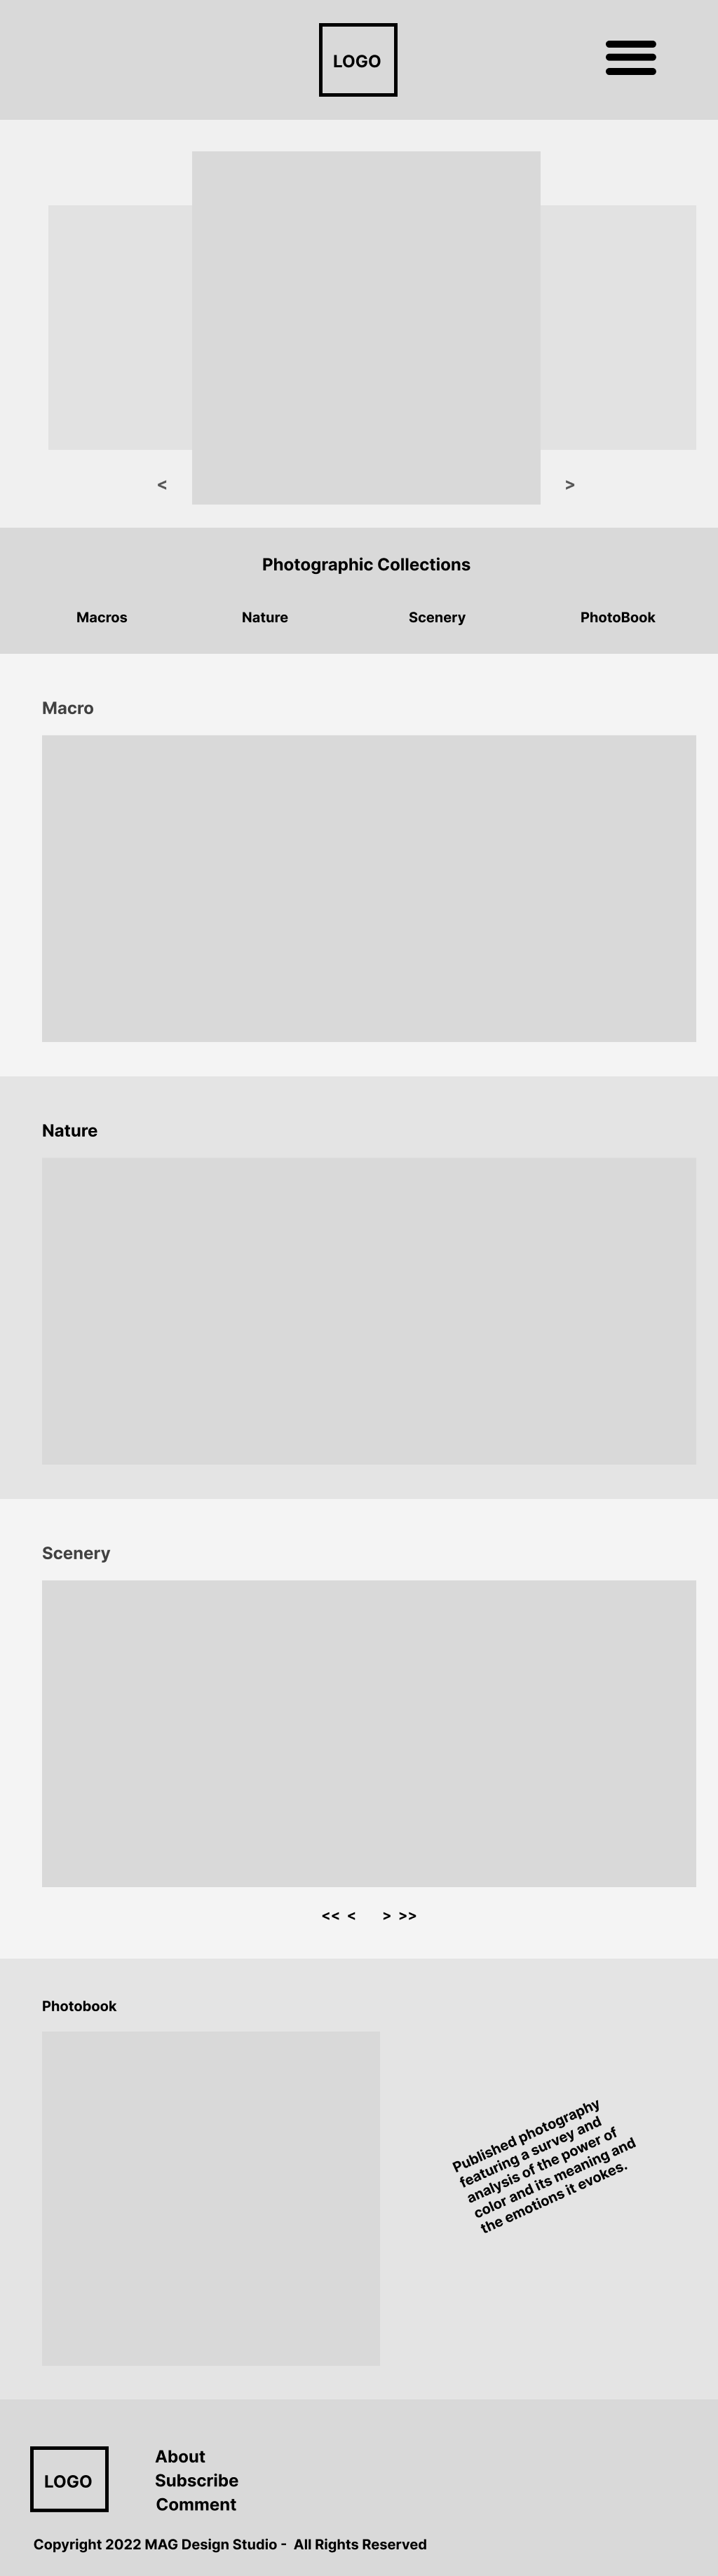 LOGO
< >
Photographic Collections
Macros Nature Scenery PhotoBook
Macro
Nature
Scenery
<< < > >>
Photobook
Published photography
featuring a survey and
analysis of the power of
color and its meaning and
the emotions it evokes.
LOGO
About
Subscribe
Comment
Copyright 2022 MAG Design Studio - All Rights Reserved